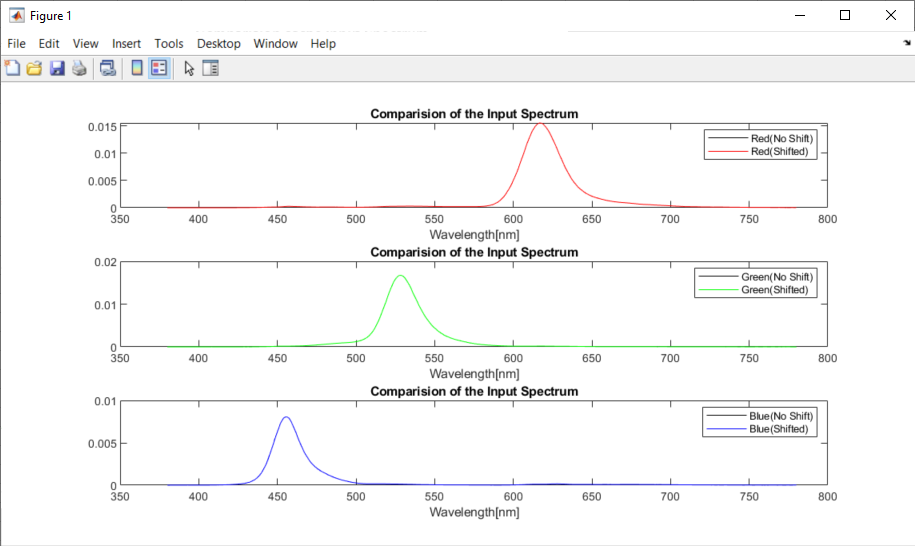 Figure 1
File Edit View Insert Tools Desktop Window Help
Comparision of the Input Spectrum
0.015
0.01
0.005
0
Red(No Shift)
Red(Shifted)
350 400 450 500 550 600 650 700 750 800
Wavelength[nm]
Comparision of the Input Spectrum
0.02
0.01
0
Green(No Shift)
Green(Shifted)
350 400 450 500 550 600 650 700 750 800
Wavelength[nm]
Comparision of the Input Spectrum
0.01
0.005
0
Blue(No Shift)
Blue(Shifted)
350 400 450 500 550 600 650 700 750 800
Wavelength[nm]